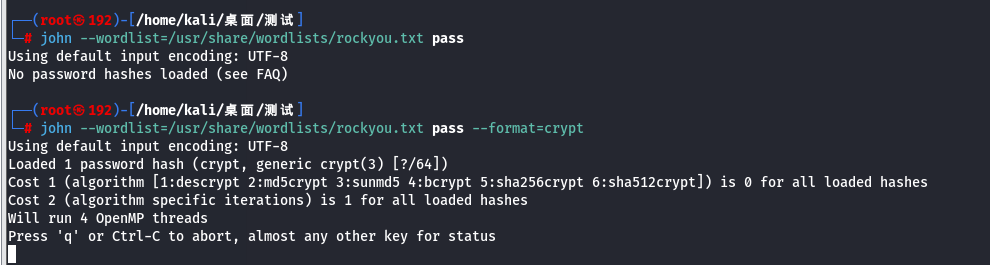 ┌──(root㉿192)-[/home/kali/桌面/测试]
└─# john --wordlist=/usr/share/wordlists/rockyou.txt pass
Using default input encoding: UTF-8
No password hashes loaded (see FAQ)
┌──(root㉿192)-[/home/kali/桌面/测试]
└─# john --wordlist=/usr/share/wordlists/rockyou.txt pass --format=crypt
Using default input encoding: UTF-8
Loaded 1 password hash (crypt, generic crypt(3) [?/64])
Cost 1 (algorithm [1:descrypt 2:md5crypt 3:sunmd5 4:bcrypt 5:sha256crypt 6:sha512crypt]) is 0 for all loaded hashes
Cost 2 (algorithm specific iterations) is 1 for all loaded hashes
Will run 4 OpenMP threads
Press 'q' or Ctrl-C to abort, almost any other key for status